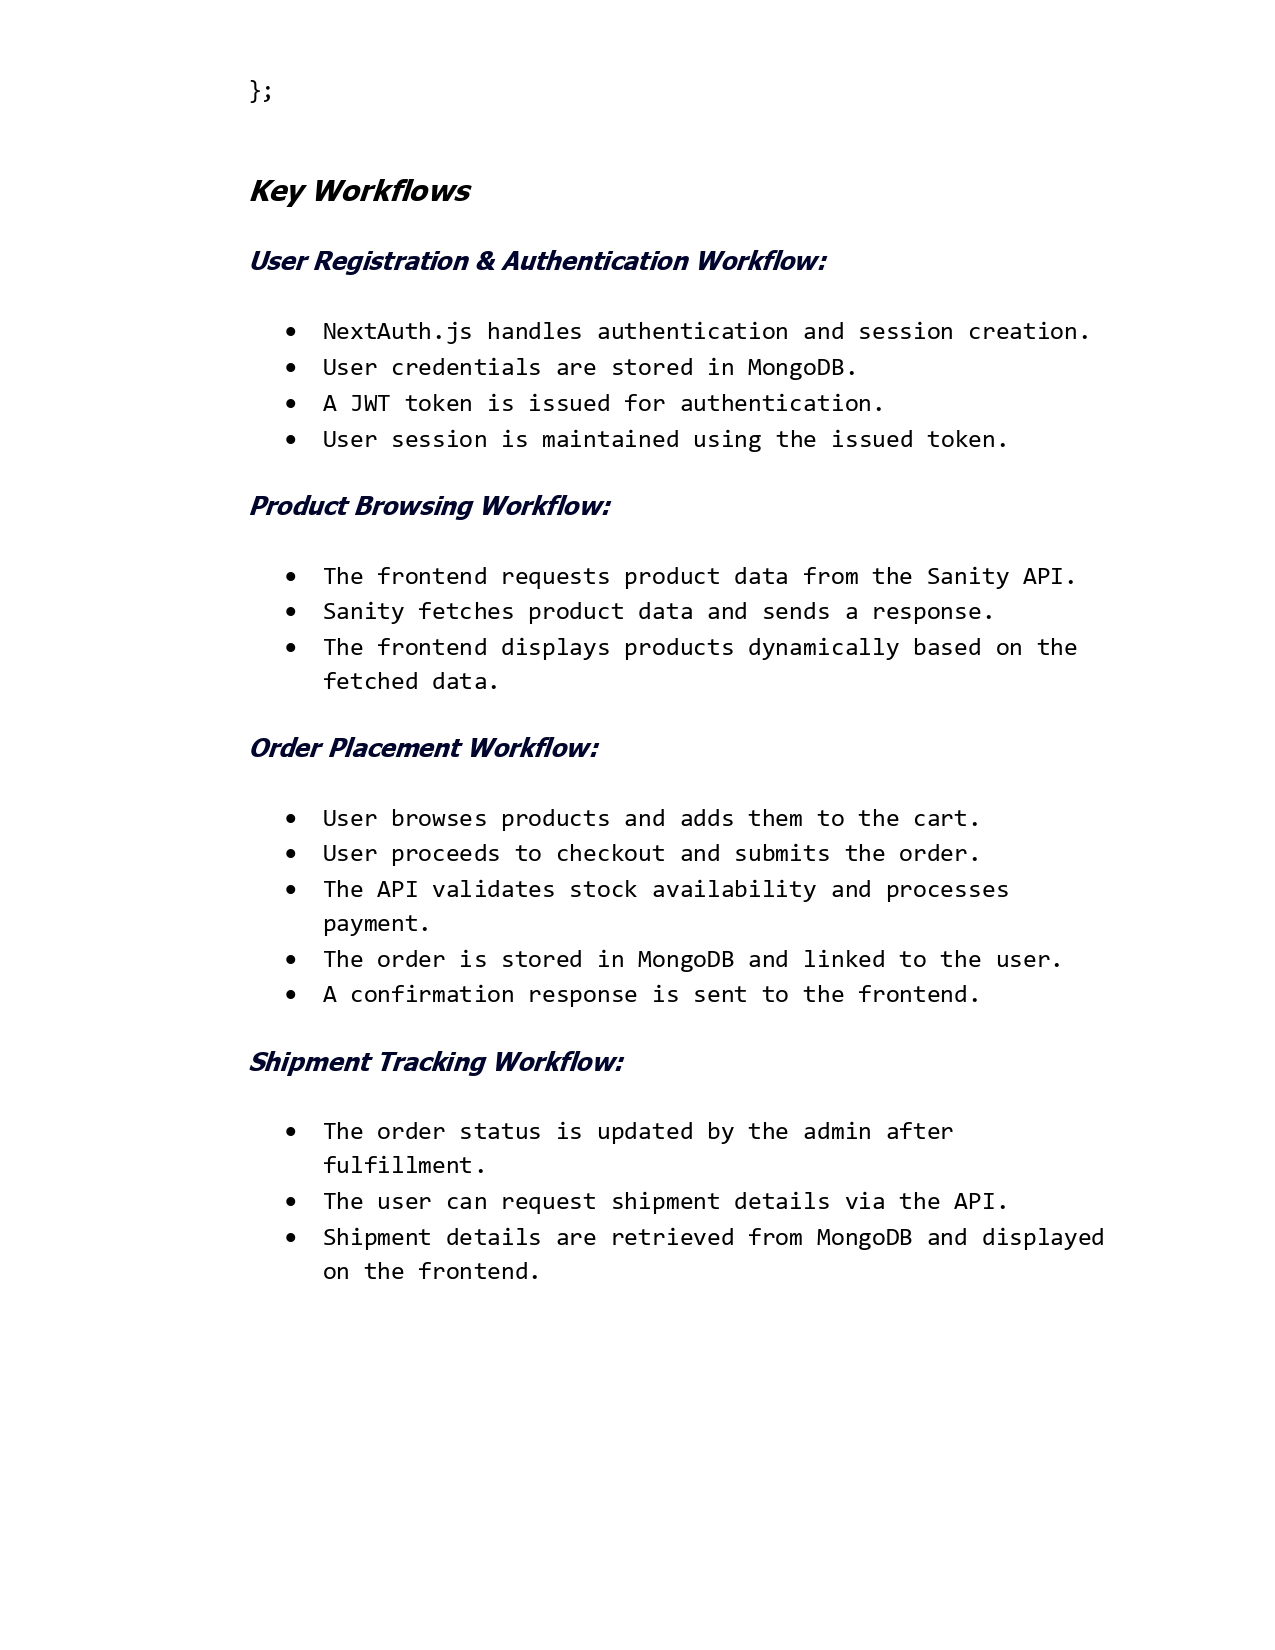 };
Key Workflows
User Registration & Authentication Workflow:
• NextAuth.js handles authentication and session creation.
• User credentials are stored in MongoDB.
• A JWT token is issued for authentication.
• User session is maintained using the issued token.
Product Browsing Workflow:
• The frontend requests product data from the Sanity API.
• Sanity fetches product data and sends a response.
• The frontend displays products dynamically based on the
fetched data.
Order Placement Workflow:
• User browses products and adds them to the cart.
• User proceeds to checkout and submits the order.
• The API validates stock availability and processes
payment.
• The order is stored in MongoDB and linked to the user.
• A confirmation response is sent to the frontend.
Shipment Tracking Workflow:
• The order status is updated by the admin after
fulfillment.
• The user can request shipment details via the API.
• Shipment details are retrieved from MongoDB and displayed
on the frontend.